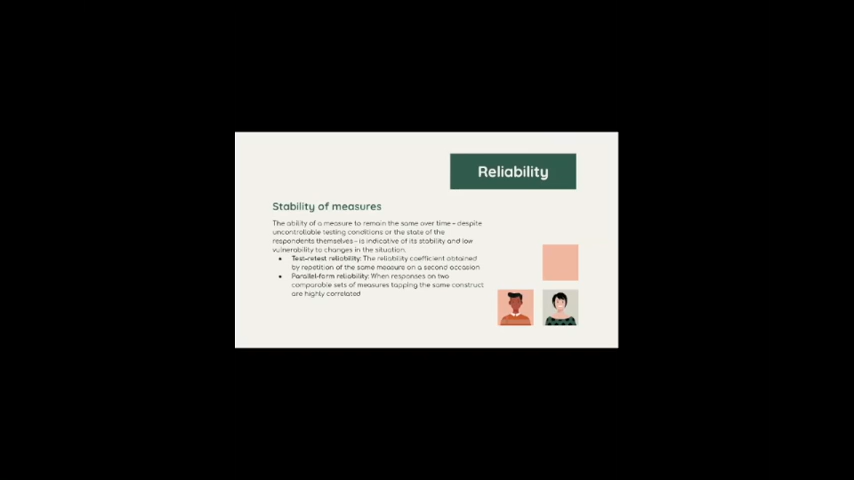 Reliability
Stability of measures
The ability of a measure to remain the same over time – despite
uncontrollable testing conditions or the state of the
respondents themselves – is indicative of its stability and low
vulnerability to changes in the situation.
● Test-retest reliability: The reliability coefficient obtained
by repetition of the same measure on a second occasion
● Parallel-form reliability: When responses on two
comparable sets of measures tapping the same construct
are highly correlated